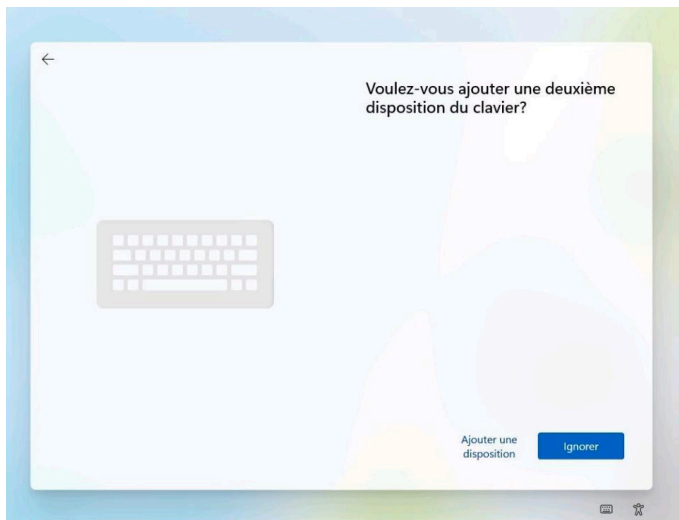 Voulez-vous ajouter une deuxième
disposition du clavier?
Ajouter une
disposition
Ignorer